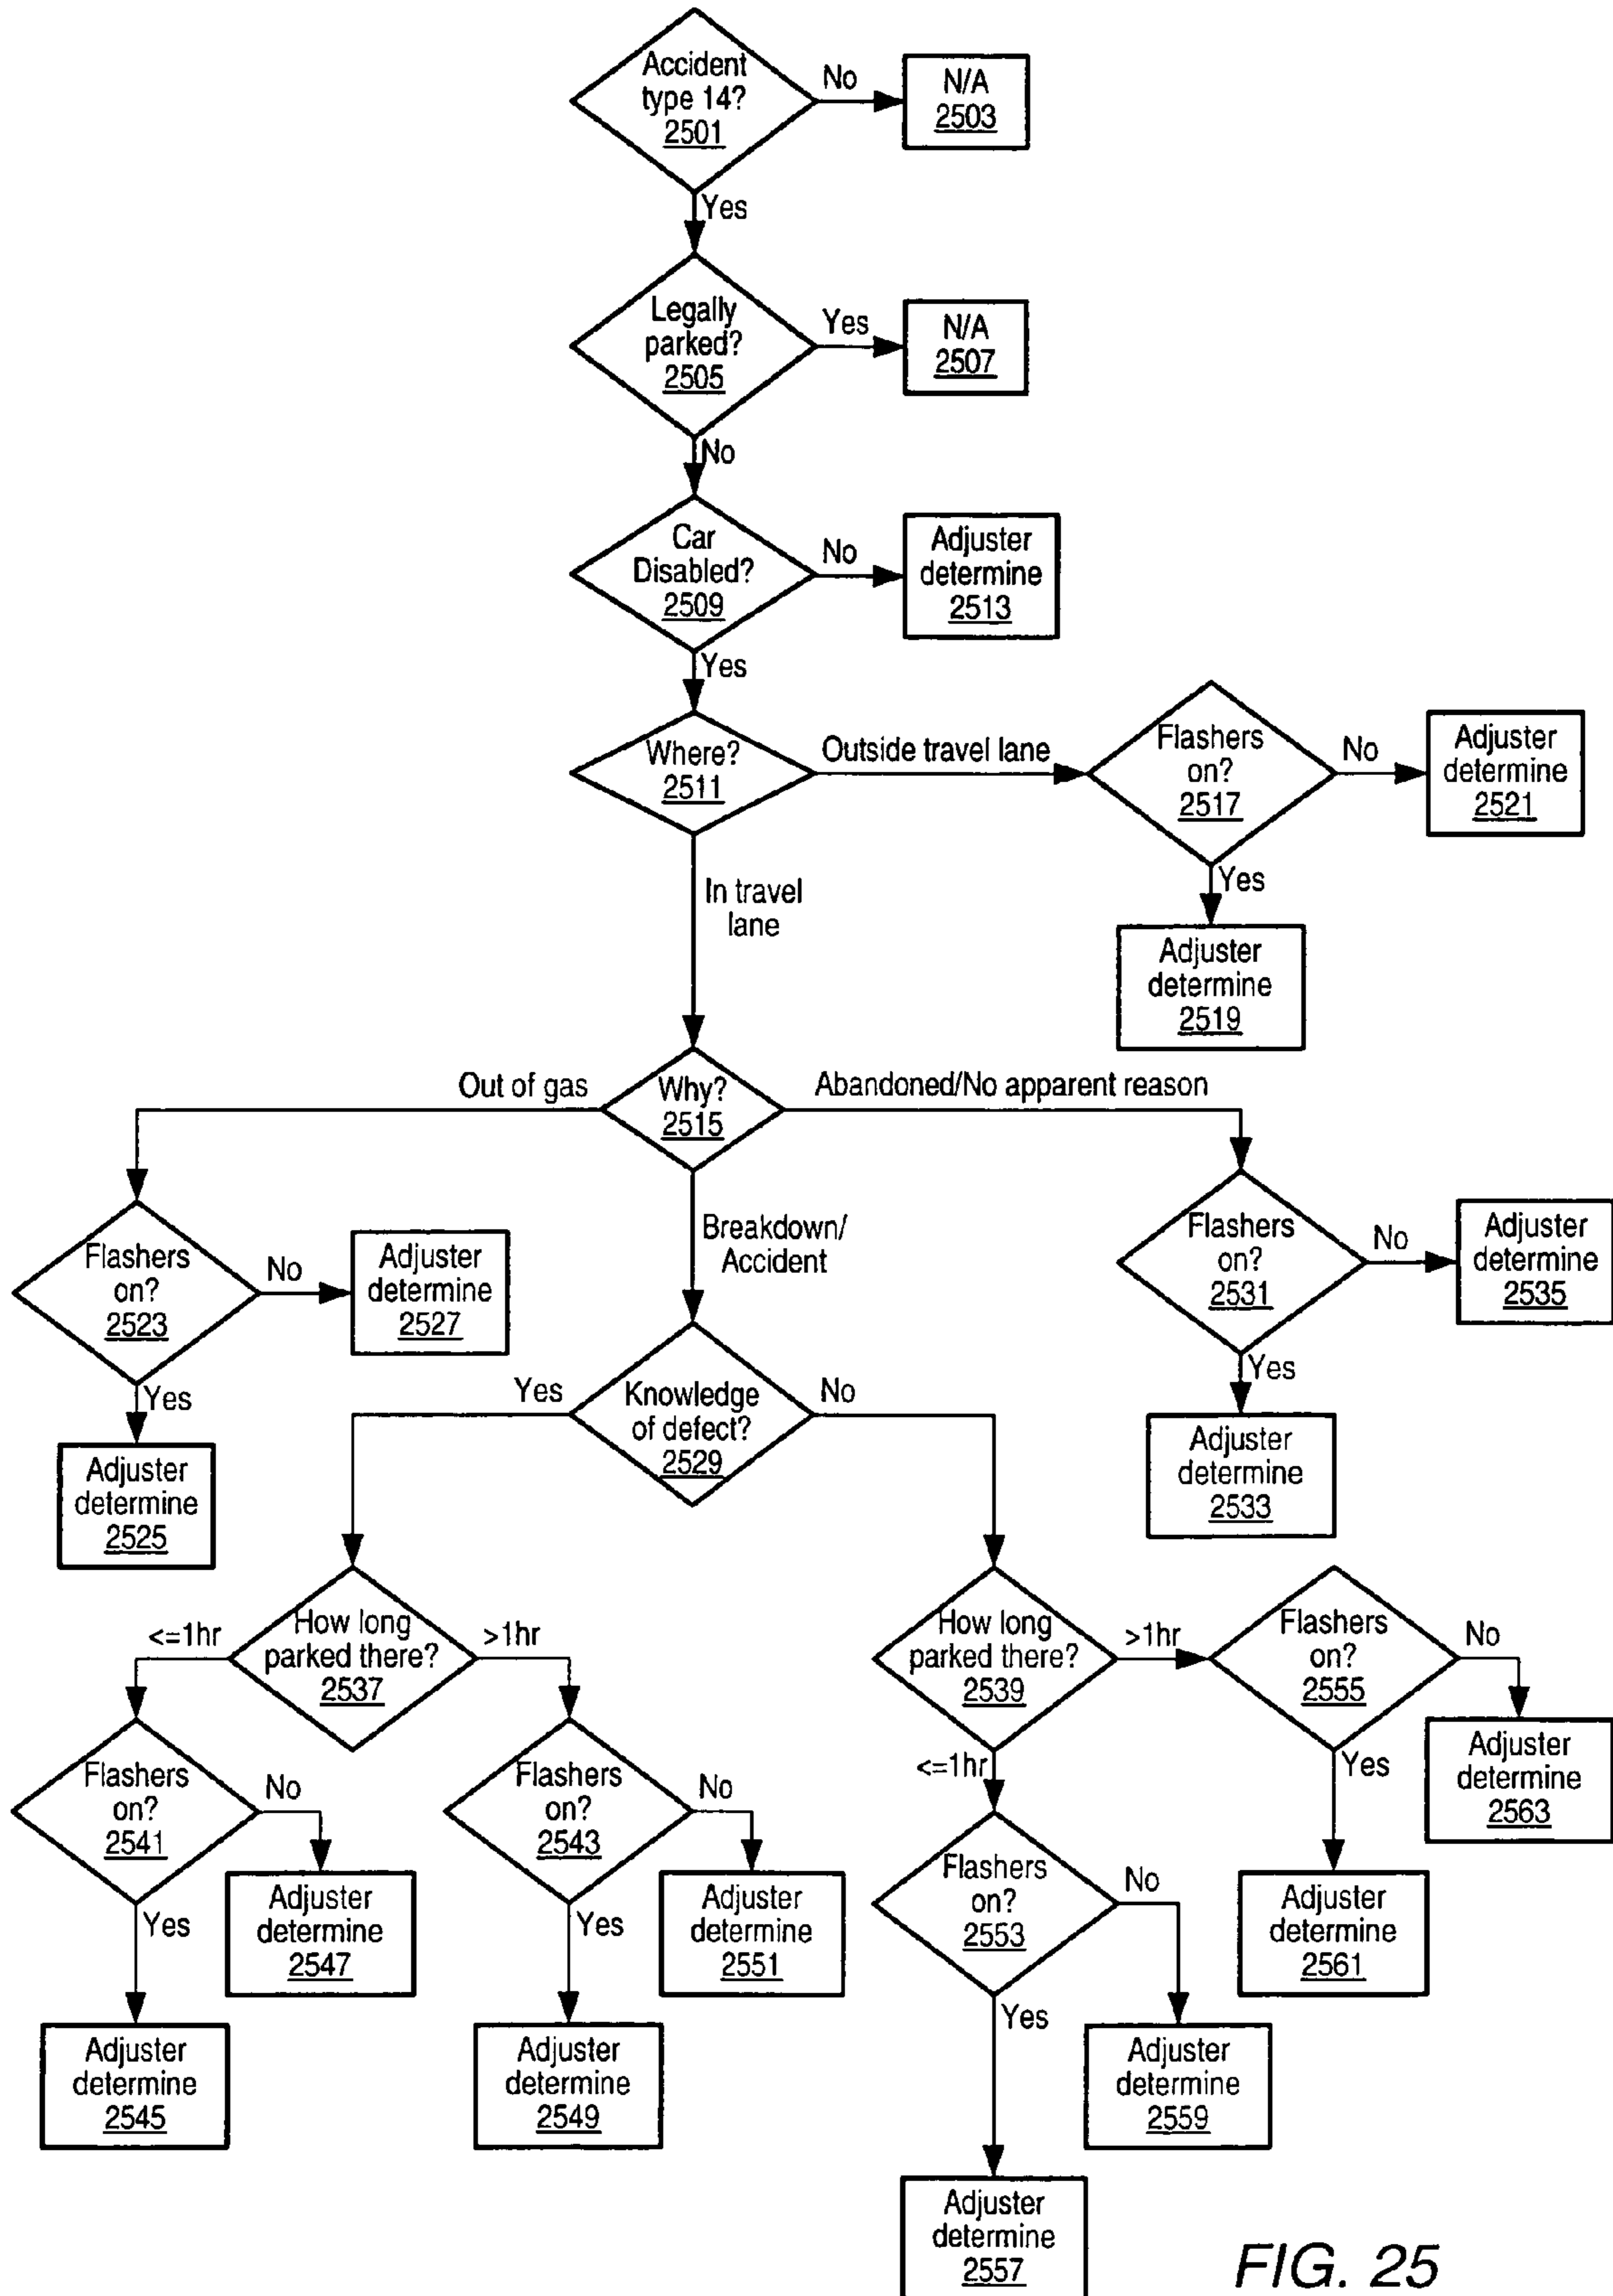 Accident
type 14?
2501
No
N/A
2503
Yes
Legally
parked?
2505
Yes
N/A
2507
No
Car
Disabled?
2509
No
Adjuster
determine
2513
Yes
Where?
2511
Outside travel lane
Flashers
on?
2517
No
Adjuster
determine
2521
Yes
Adjuster
determine
2519
In travel
lane
Why?
2515
Out of gas
Abandoned/No apparent reason
Flashers
on?
2523
No
Adjuster
determine
2527
Yes
Adjuster
determine
2525
Breakdown/
Accident
Flashers
on?
2531
No
Adjuster
determine
2535
Yes
Adjuster
determine
2533
Knowledge
of defect?
2529
Yes
No
How long
parked there?
2537
<=1hr
>1hr
Flashers
on?
2541
No
Adjuster
determine
2547
Yes
Adjuster
determine
2545
Flashers
on?
2543
No
Adjuster
determine
2551
Yes
Adjuster
determine
2549
How long
parked there?
2539
>1hr
Flashers
on?
2555
No
Adjuster
determine
2563
Yes
Adjuster
determine
2561
<=1hr
Flashers
on?
2553
No
Adjuster
determine
2559
Yes
Adjuster
determine
2557
FIG. 25